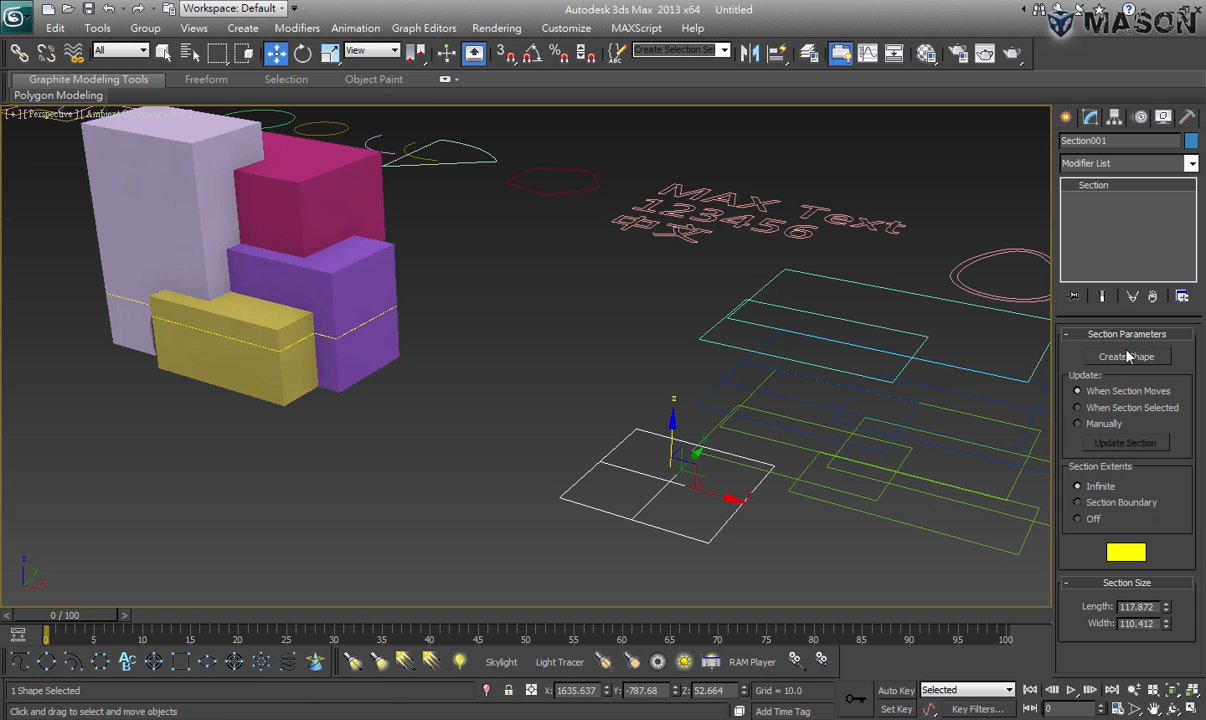 Workspace: Default
Autodesk 3ds Max 2013 x64 Untitled
Edit Tools Group Views Create Modifiers Animation Graph Editors Rendering Customize MAXScript Help
MASON
All View Create Selection Se
Graphite Modeling Tools Freeform Selection Object Paint
Polygon Modeling
[ + ] [ Perspective ]
Section001
Modifier List
Section
MAX Text
123456
中文
Section Parameters
Create Shape
Update:
When Section Moves
When Section Selected
Manually
Update Section
Section Extents
Infinite
Section Boundary
Off
Section Size
Length: 117.872
Width: 110.412
z
z
y
x
0 / 100
0 5 10 15 20 25 30 35 40 45 50 55 60 65 70 75 80 85 90 95 100
Skylight Light Tracer RAM Player
1 Shape Selected X: 1635.637 Y: -787.68 Z: 52.664 Grid = 10.0 Auto Key Selected
Click and drag to select and move objects Add Time Tag Set Key Key Filters... 0